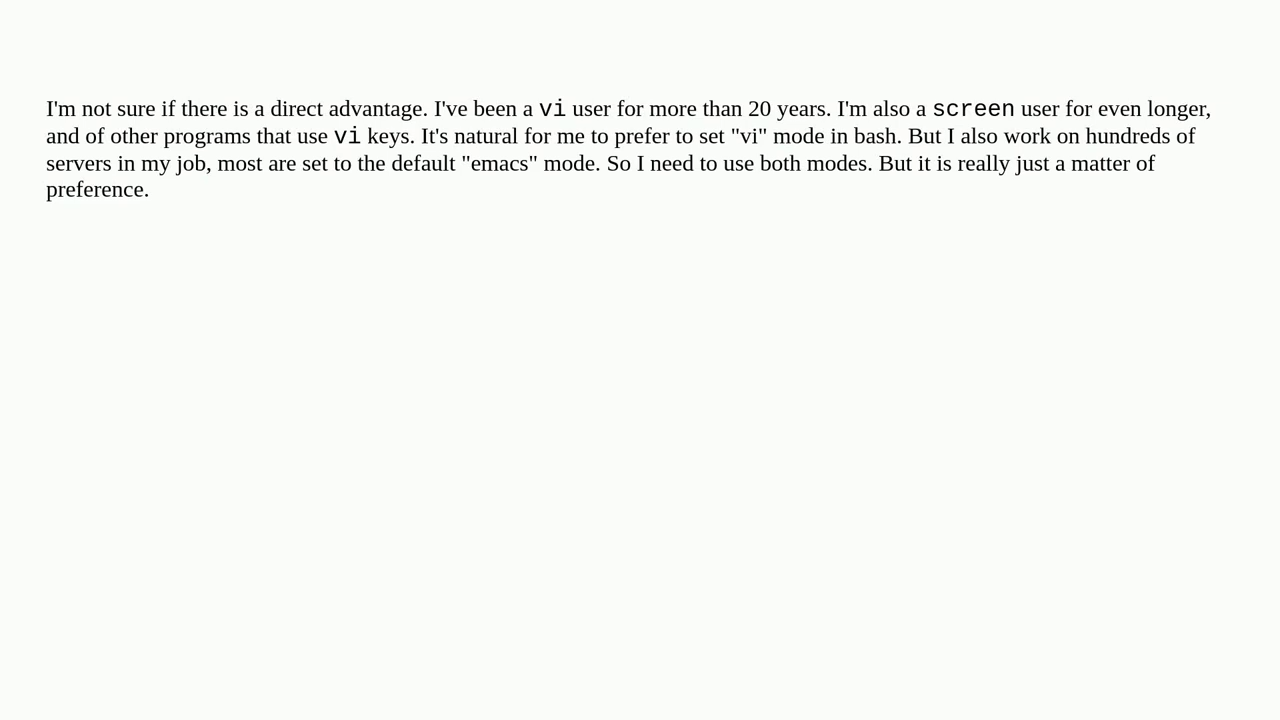 I'm not sure if there is a direct advantage. I've been a vi user for more than 20 years. I'm also a screen user for even longer,
and of other programs that use vi keys. It's natural for me to prefer to set "vi" mode in bash. But I also work on hundreds of
servers in my job, most are set to the default "emacs" mode. So I need to use both modes. But it is really just a matter of
preference.